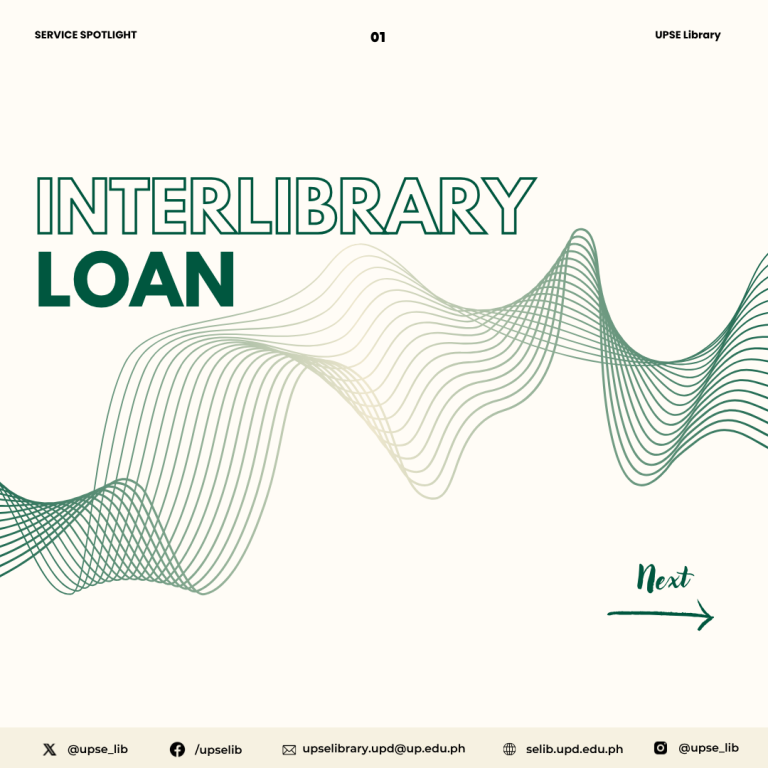 SERVICE SPOTLIGHT
01
UPSE Library
INTERLIBRARY
LOAN
Next
@upse_lib
/upselib
upselibrary.upd@up.edu.ph
selib.upd.edu.ph
@upse_lib